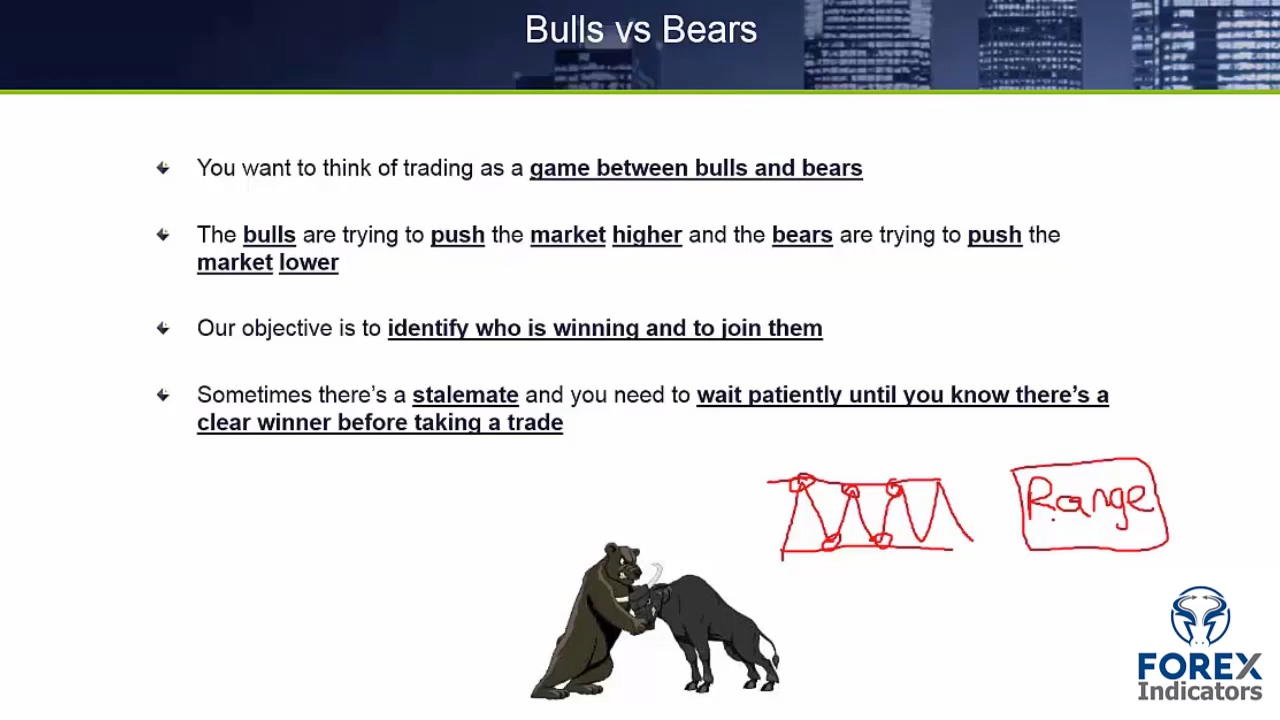 Bulls vs Bears
You want to think of trading as a game between bulls and bears
The bulls are trying to push the market higher and the bears are trying to push the
market lower
Our objective is to identify who is winning and to join them
Sometimes there's a stalemate and you need to wait patiently until you know there's a
clear winner before taking a trade
Range
FOREX
Indicators